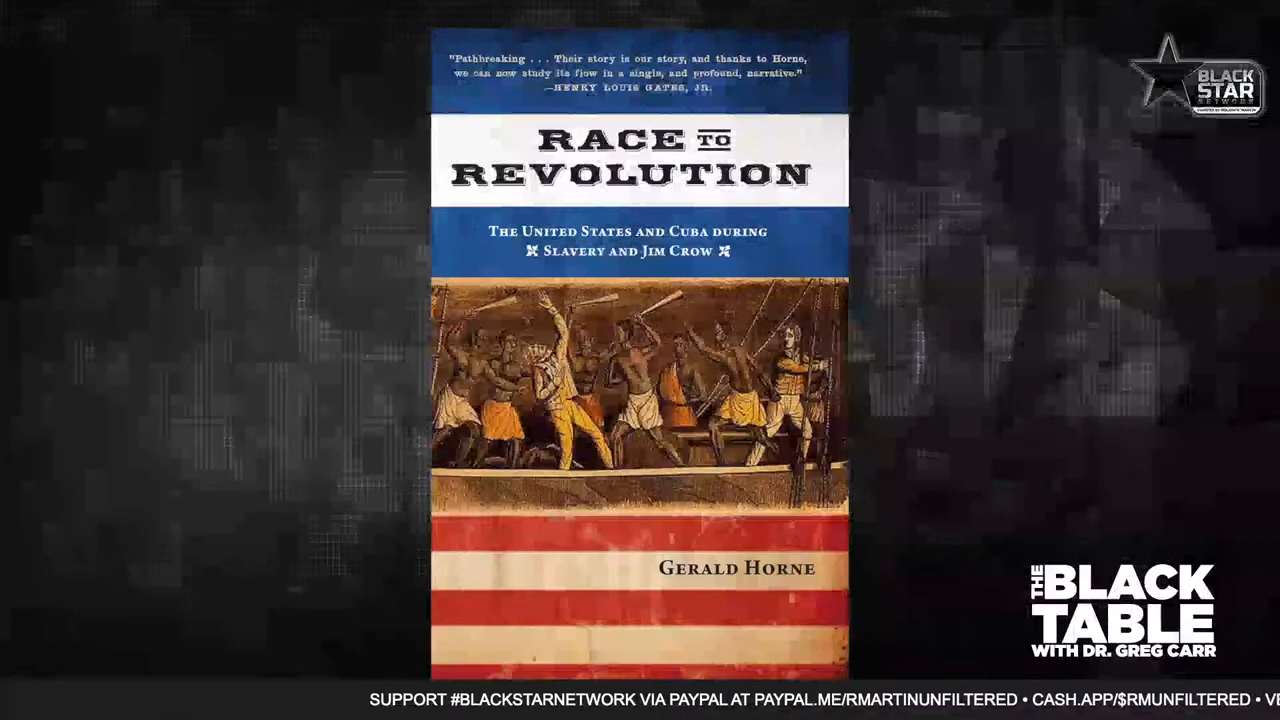 "Pathbreaking . . . Their story is our story, and thanks to Horne,
we can now study its flow in a single, and profound, narrative."
—HENRY LOUIS GATES, JR.
RACE TO
REVOLUTION
THE UNITED STATES AND CUBA DURING
SLAVERY AND JIM CROW
GERALD HORNE
BLACK
STAR
NETWORK
THE BLACK
TABLE
WITH DR. GREG CARR
SUPPORT #BLACKSTARNETWORK VIA PAYPAL AT PAYPAL.ME/RMARTINUNFILTERED • CASH.APP/$RMUNFILTERED •